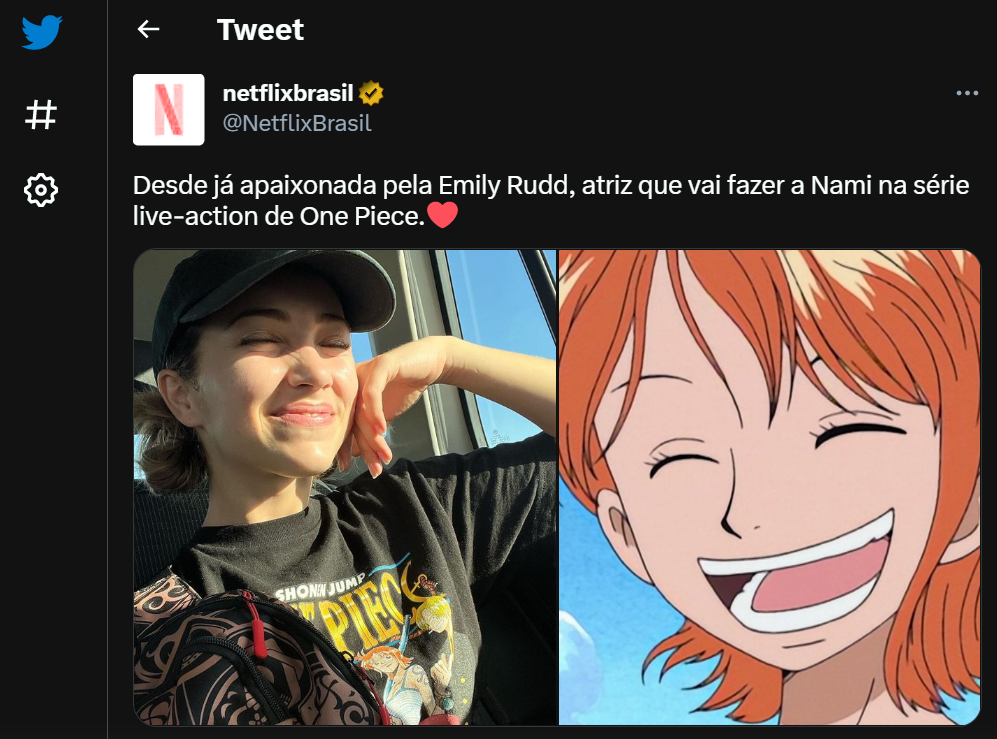 Tweet
N
netflixbrasil
@NetflixBrasil
Desde já apaixonada pela Emily Rudd, atriz que vai fazer a Nami na série
live-action de One Piece.❤️
SHONEN JUMP
PIECE